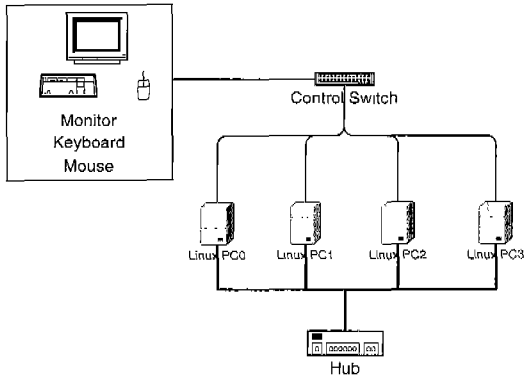 Monitor
Keyboard
Mouse
Control Switch
Linux PC0
Linux PC1
Linux PC2
Linux PC3
Hub